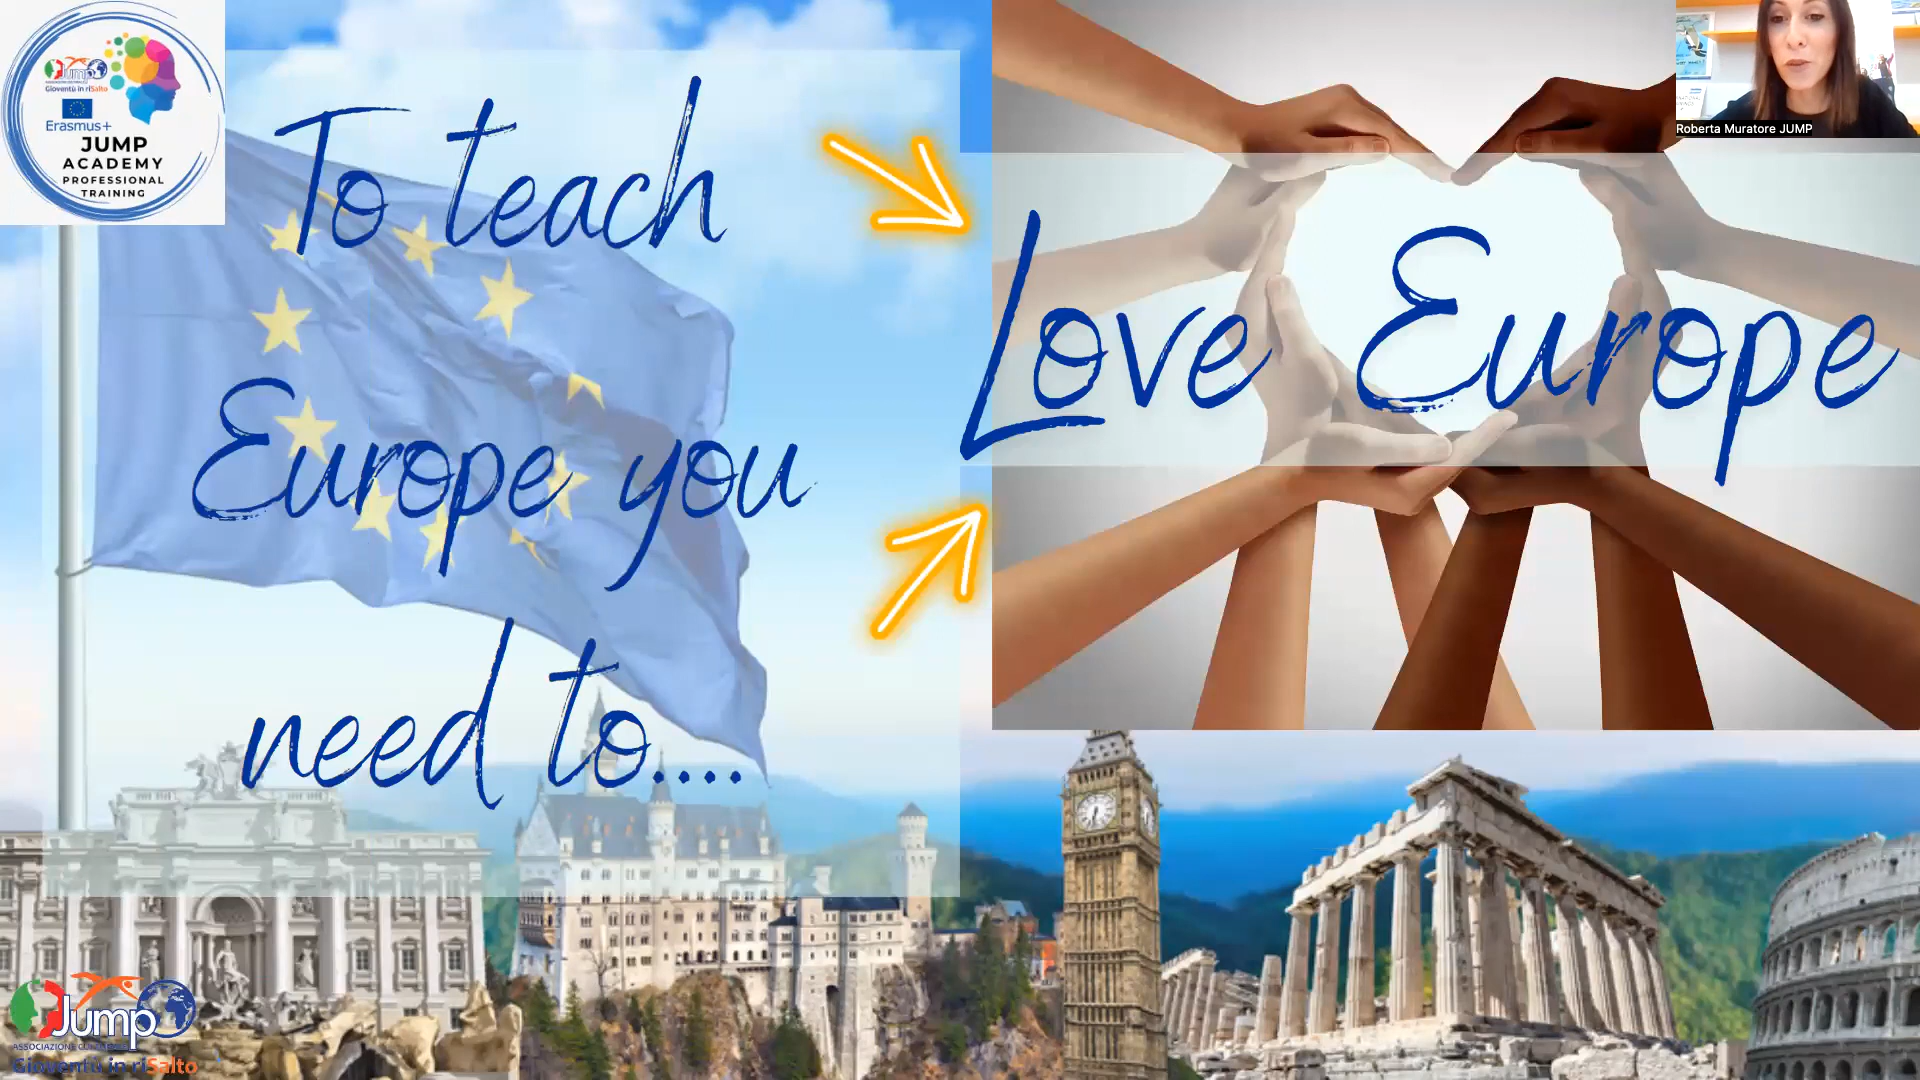 Jump
Gioventù in riSalto
Erasmus+
JUMP
ACADEMY
PROFESSIONAL
TRAINING
To teach
Europe you
need to....
Love Europe
Roberta Muratore JUMP
Jump
Gioventù in riSalto